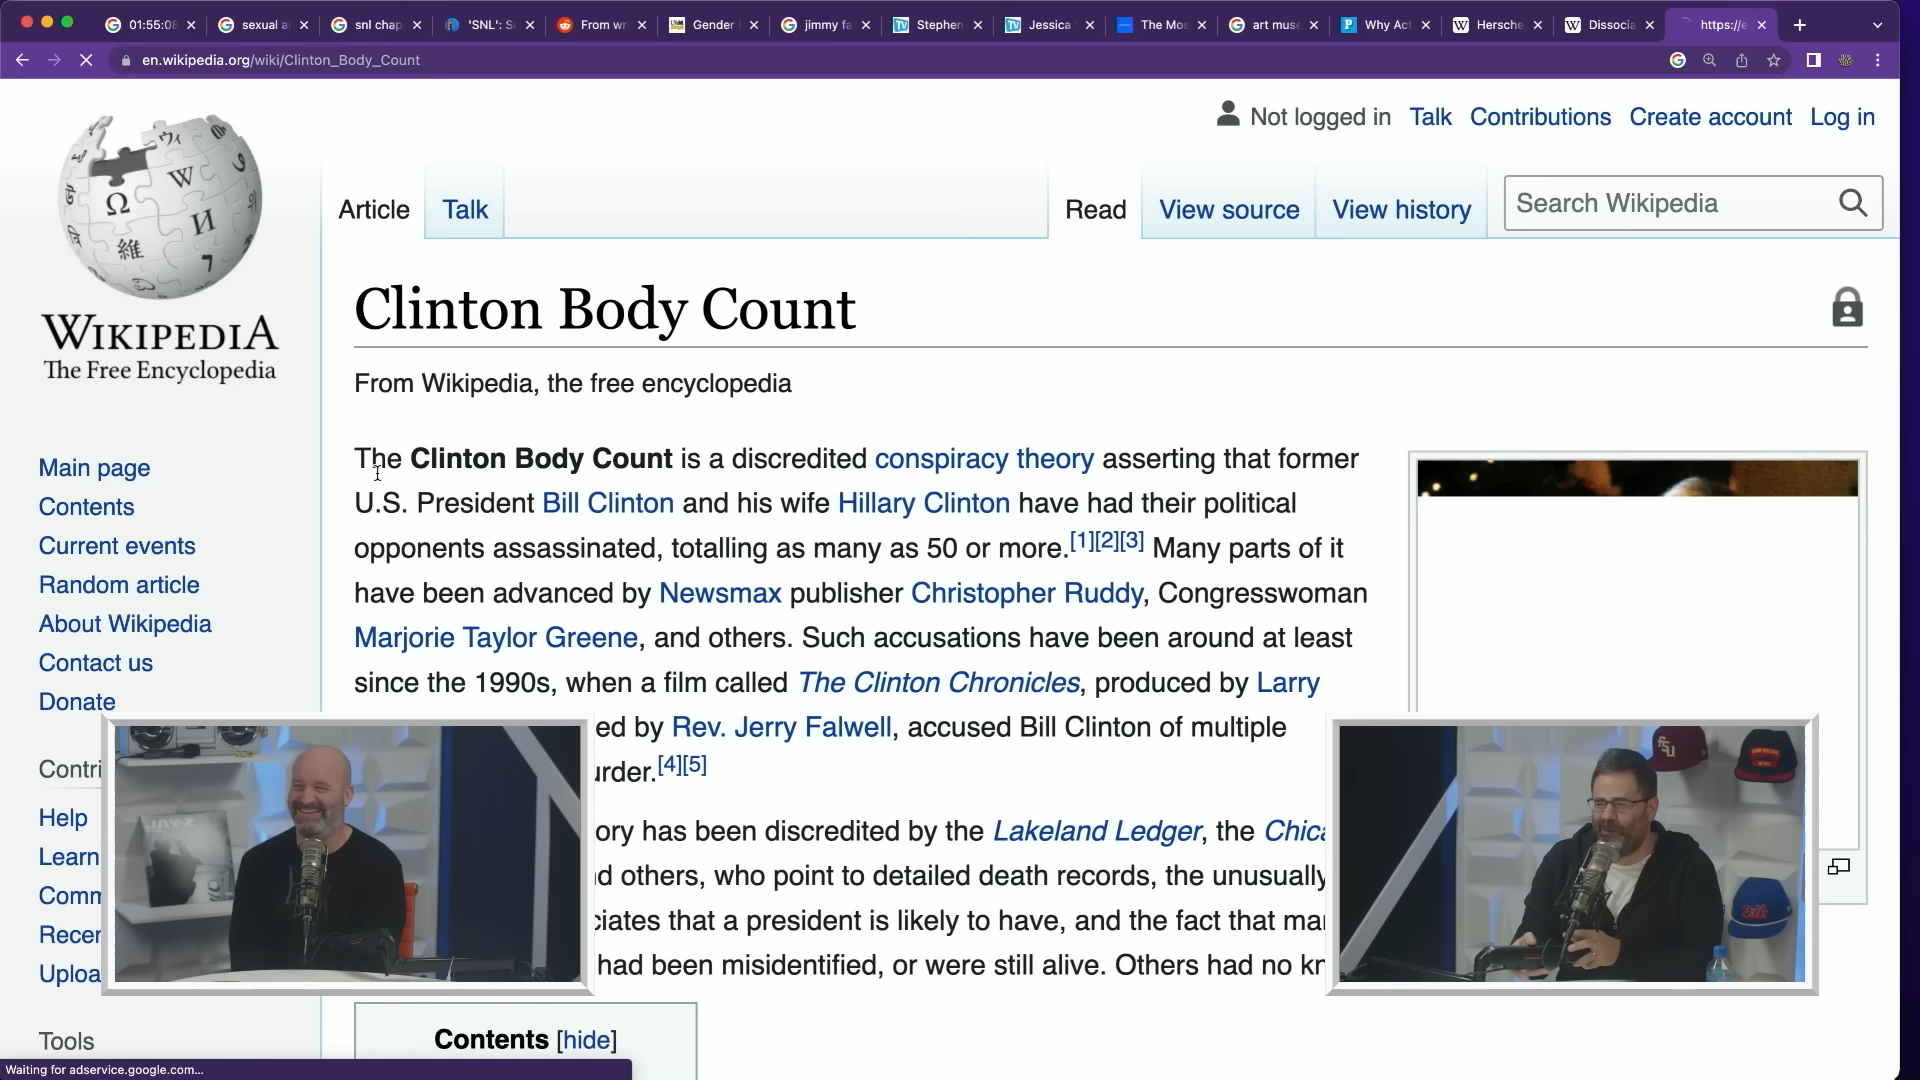 01:55:08
sexual a
snl chap
'SNL': S
From wr
Gender
jimmy fa
Stephen
Jessica
The Mos
art mus
Why Act
Hersche
Dissocia
https://e
en.wikipedia.org/wiki/Clinton_Body_Count
Not logged in Talk Contributions Create account Log in
Article Talk Read View source View history Search Wikipedia
WIKIPEDIA
The Free Encyclopedia
Clinton Body Count
From Wikipedia, the free encyclopedia
The Clinton Body Count is a discredited conspiracy theory asserting that former
U.S. President Bill Clinton and his wife Hillary Clinton have had their political
opponents assassinated, totalling as many as 50 or more.[1][2][3] Many parts of it
have been advanced by Newsmax publisher Christopher Ruddy, Congresswoman
Marjorie Taylor Greene, and others. Such accusations have been around at least
since the 1990s, when a film called The Clinton Chronicles, produced by Larry
ed by Rev. Jerry Falwell, accused Bill Clinton of multiple
urder.[4][5]
ory has been discredited by the Lakeland Ledger, the Chica
d others, who point to detailed death records, the unusually
ciates that a president is likely to have, and the fact that mar
had been misidentified, or were still alive. Others had no kn
Contents [hide]
Main page
Contents
Current events
Random article
About Wikipedia
Contact us
Donate
Contri
Help
Learn
Comm
Recer
Uploa
Tools
JAY-Z
fsu
Waiting for adservice.google.com...